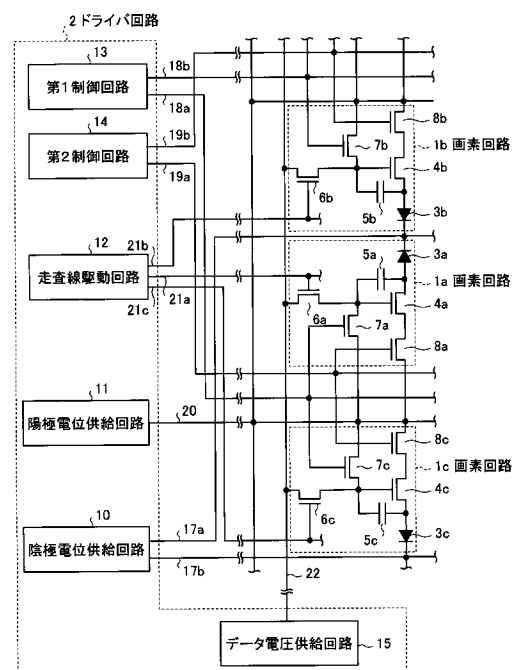 2 ドライバ回路
13
第1制御回路
18b
18a
14
第2制御回路
19b
19a
12
走査線駆動回路
21b
21a
21c
11
陽極電位供給回路
20
10
陰極電位供給回路
17a
17b
8b
7b
1b 画素回路
4b
6b
5b
3b
3a
5a
1a 画素回路
4a
6a
7a
8a
8c
7c
1c 画素回路
4c
6c
5c
3c
22
データ電圧供給回路
15